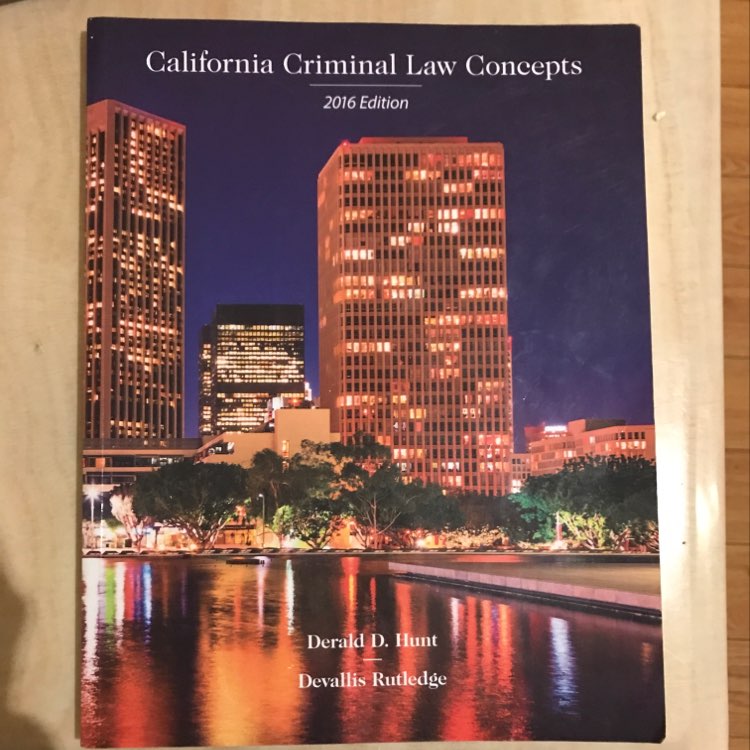 California Criminal Law Concepts
2016 Edition
Derald D. Hunt
Devallis Rutledge